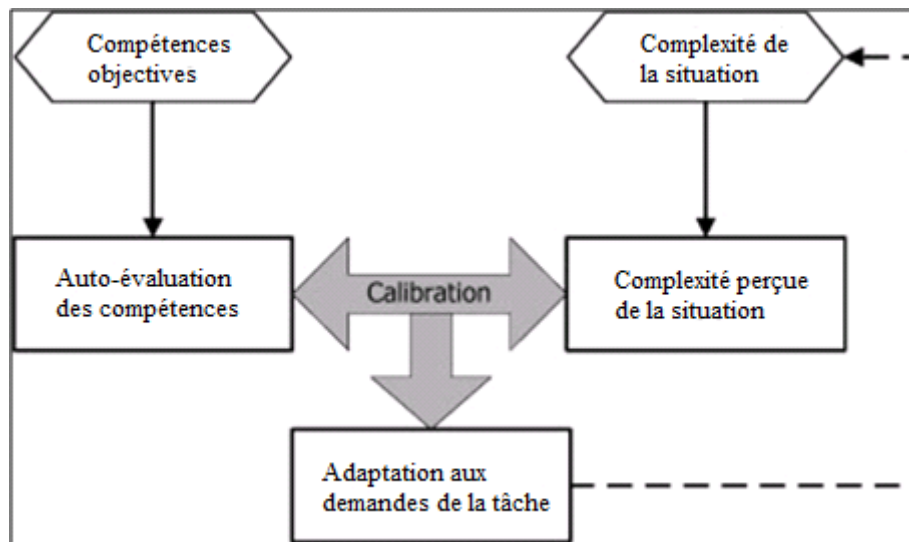 Compétences
objectives
Complexité de
la situation
Auto-évaluation
des compétences
Calibration
Complexité perçue
de la situation
Adaptation aux
demandes de la tâche